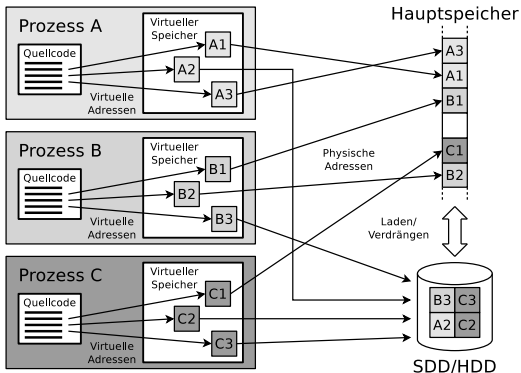 Hauptspeicher
Prozess A
Quellcode
Virtuelle
Adressen
Virtueller
Speicher
A1
A2
A3
Prozess B
Quellcode
Virtuelle
Adressen
Virtueller
Speicher
B1
B2
B3
Prozess C
Quellcode
Virtuelle
Adressen
Virtueller
Speicher
C1
C2
C3
Physische
Adressen
A3
A1
B1
C1
B2
Laden/
Verdrängen
B3 C3
A2 C2
SDD/HDD